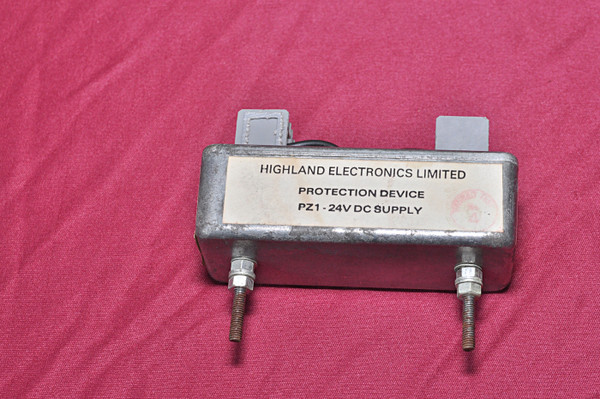 HIGHLAND ELECTRONICS LIMITED
PROTECTION DEVICE
PZ1 - 24V DC SUPPLY